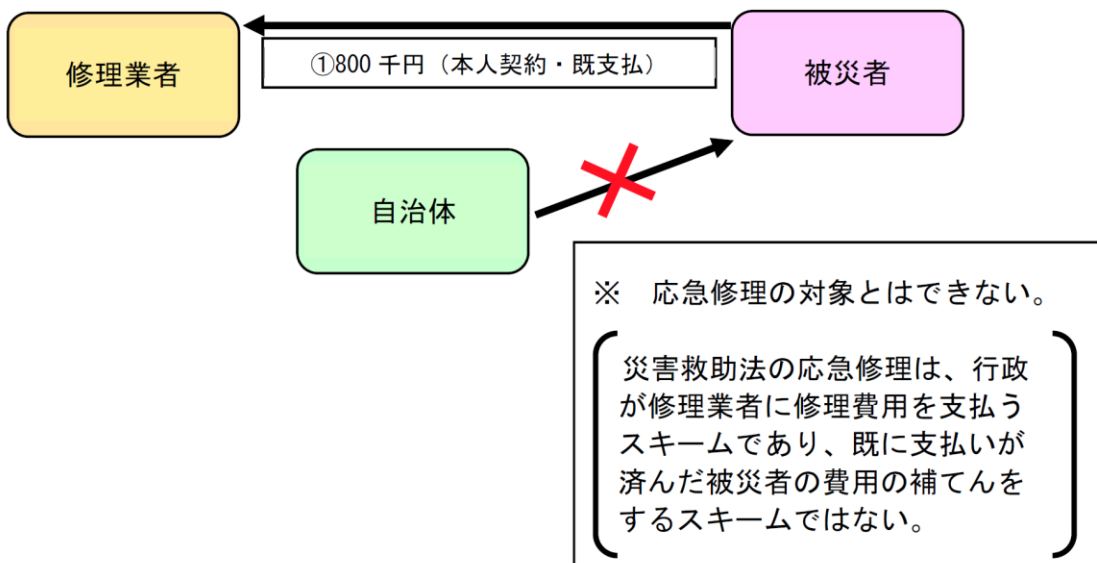 修理業者
①800 千円（本人契約・既支払）
被災者
自治体
※　応急修理の対象とはできない。
災害救助法の応急修理は、行政
が修理業者に修理費用を支払う
スキームであり、既に支払いが
済んだ被災者の費用の補てんを
するスキームではない。